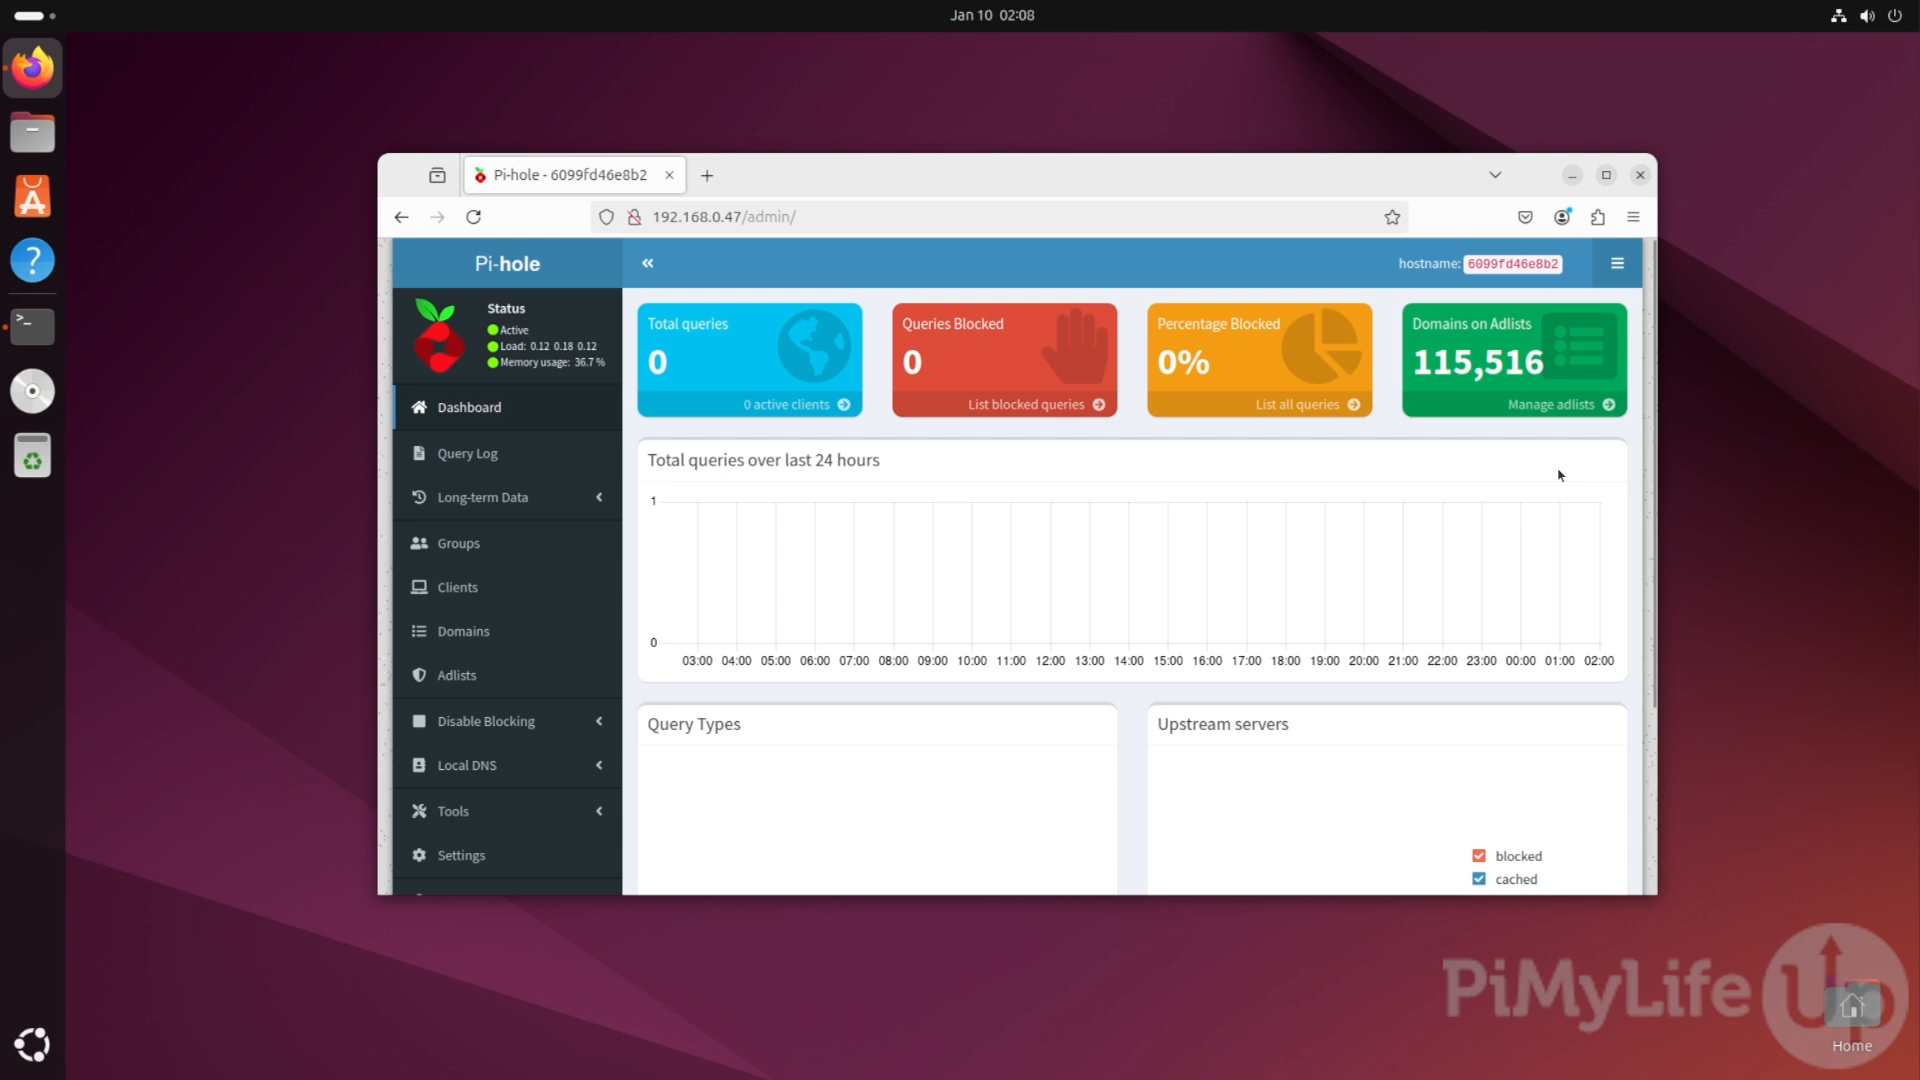 Jan 10 02:08
Pi-hole - 6099fd46e8b2
192.168.0.47/admin/
Pi-hole
hostname: 6099fd46e8b2
Status
Active
Load: 0.12 0.18 0.12
Memory usage: 36.7 %
Total queries
0
0 active clients
Queries Blocked
0
List blocked queries
Percentage Blocked
0%
List all queries
Domains on Adlists
115,516
Manage adlists
Dashboard
Query Log
Long-term Data
Groups
Clients
Domains
Adlists
Disable Blocking
Local DNS
Tools
Settings
Total queries over last 24 hours
1
0
03:00 04:00 05:00 06:00 07:00 08:00 09:00 10:00 11:00 12:00 13:00 14:00 15:00 16:00 17:00 18:00 19:00 20:00 21:00 22:00 23:00 00:00 01:00 02:00
Query Types
Upstream servers
blocked
cached
PiMyLifeUp
Home